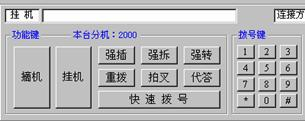 挂 机 连接方
功能键 本台分机:2000 拨号键
摘机 挂机 强插 强拆 强转 1 2 3
重拨 拍叉 代答 4 5 6
7 8 9
快 速 拨 号 * 0 #